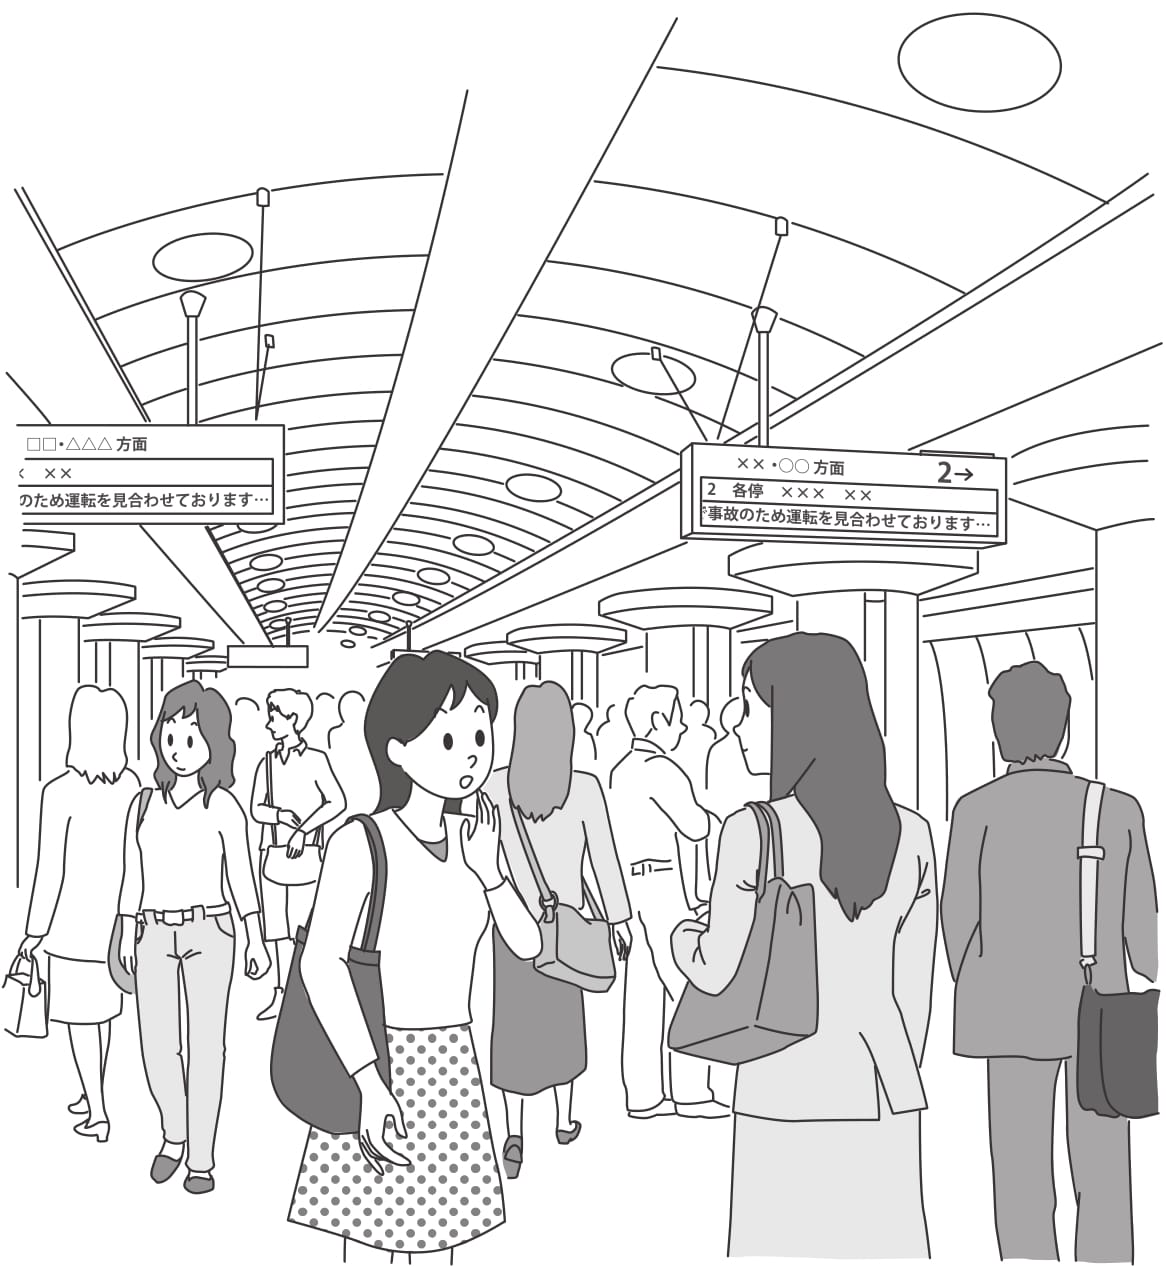 □□・△△△方面
××
のため運転を見合わせております…
××・○○方面 2→
2 各停 ××× ××
事故のため運転を見合わせております…